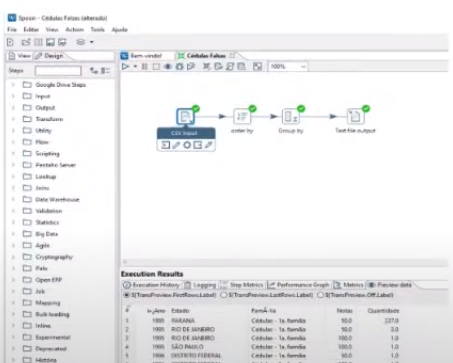 Spoon - Cédulas Falsas (alterado)
File Editar View Action Tools Ajuda
View Design
Steps
Google Drive Steps
Input
Output
Transform
Utility
Flow
Scripting
Pentaho Server
Lookup
Joins
Data Warehouse
Validation
Statistics
Big Data
Agile
Cryptography
Palo
Open ERP
Job
Mapping
Bulk loading
Inline
Experimental
Deprecated
História
Bem-vindo!
Cédulas Falsas
100%
CSV Input
order by
Group by
Text file output
Execution Results
Execution History Logging Step Metrics Performance Graph Metrics Preview data
${TransPreview.FirstRows.Label} ${TransPreview.LastRows.Label} ${TransPreview.Off.Label}
# Ano Estado FamÃ­lia Notas Quantidade
1 1995 PARANÁ Cédulas - 1a. família 50.0 237.0
2 1995 RIO DE JANEIRO Cédulas - 1a. família 50.0 3.0
3 1995 RIO DE JANEIRO Cédulas - 1a. família 100.0 1.0
4 1995 SÃO PAULO Cédulas - 1a. família 100.0 1.0
5 1996 DISTRITO FEDERAL Cédulas - 1a. família 50.0